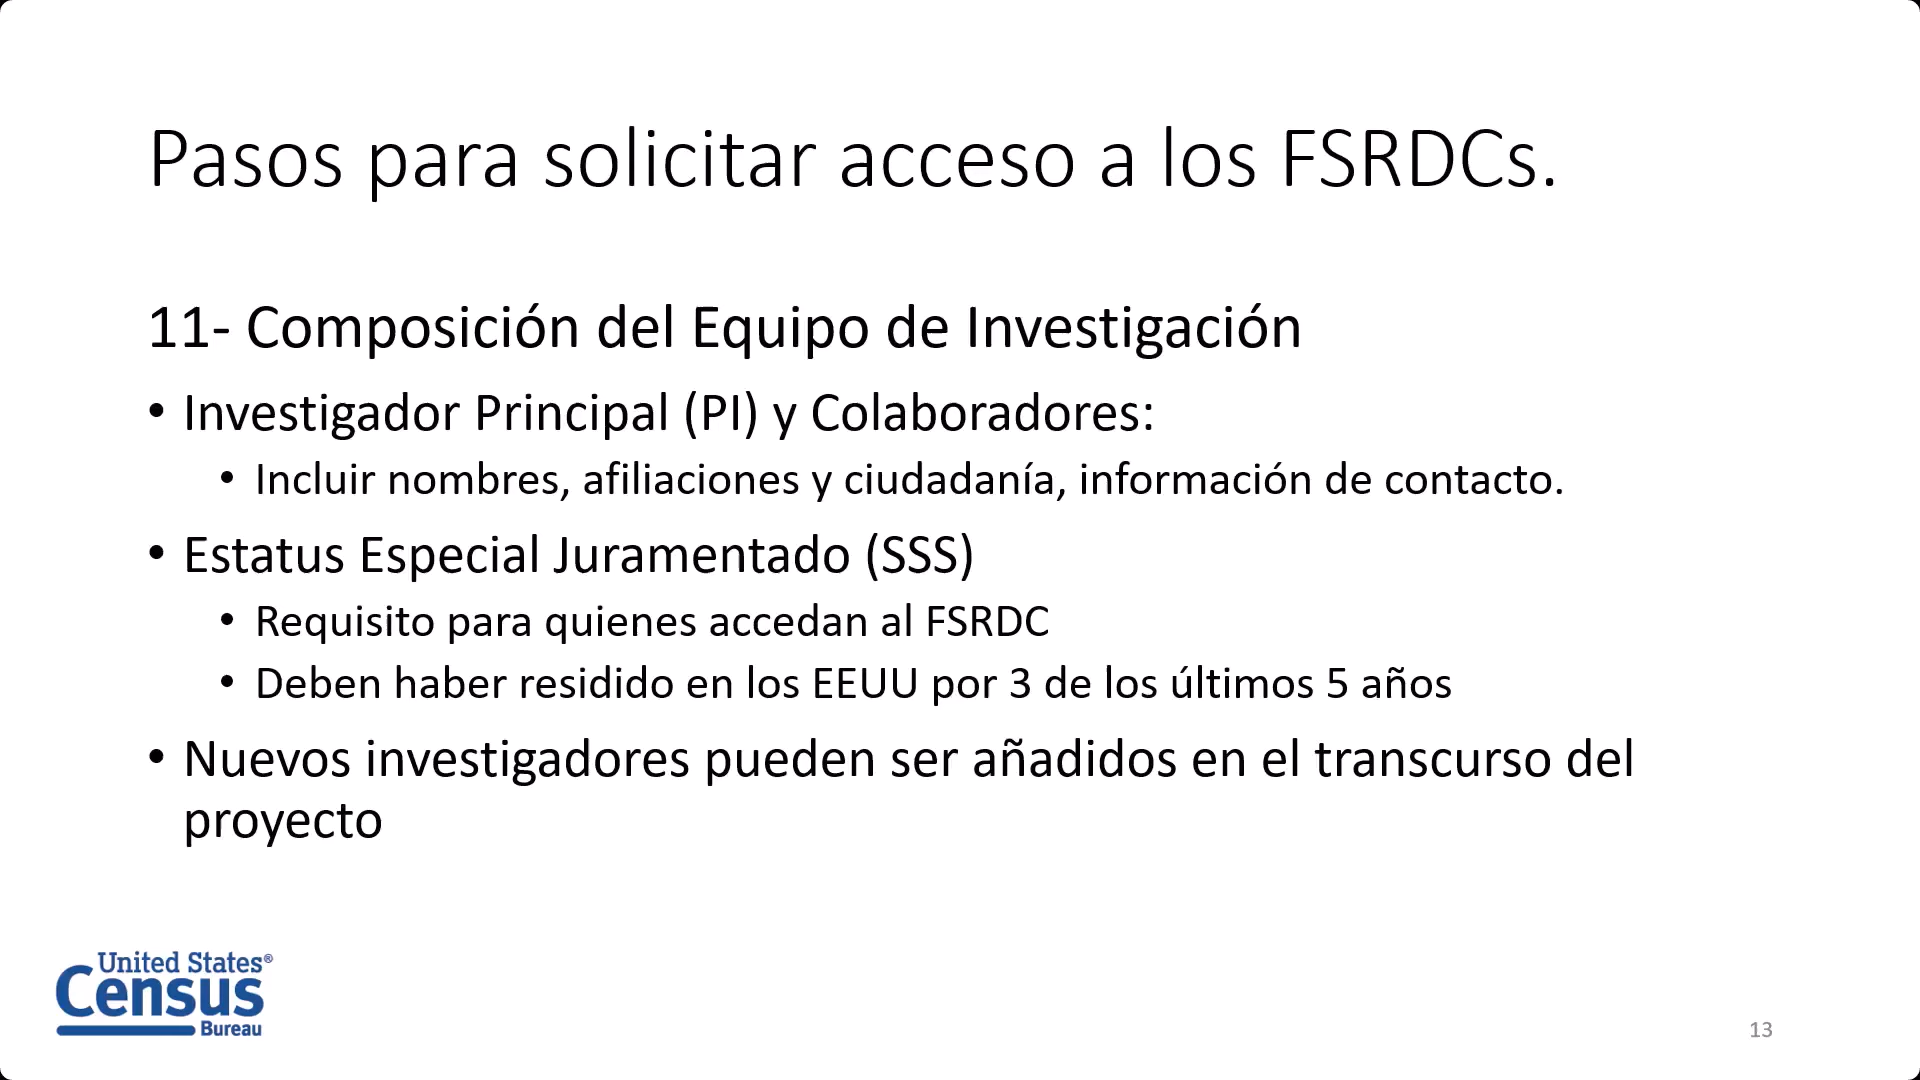 Pasos para solicitar acceso a los FSRDCs.
11- Composición del Equipo de Investigación
• Investigador Principal (PI) y Colaboradores:
• Incluir nombres, afiliaciones y ciudadanía, información de contacto.
• Estatus Especial Juramentado (SSS)
• Requisito para quienes accedan al FSRDC
• Deben haber residido en los EEUU por 3 de los últimos 5 años
• Nuevos investigadores pueden ser añadidos en el transcurso del
proyecto
United States®
Census
Bureau
13